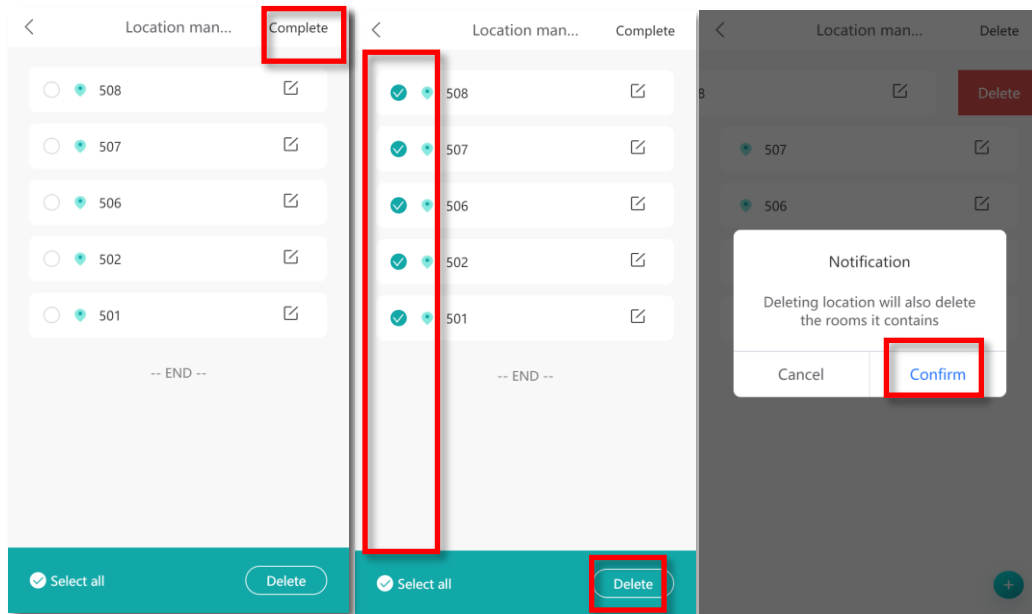 Location man...
Complete
508
507
506
502
501
-- END --
Select all
Delete
Location man...
Complete
508
507
506
502
501
-- END --
Select all
Delete
Location man...
Delete
8
Delete
507
506
Notification
Deleting location will also delete
the rooms it contains
Cancel
Confirm